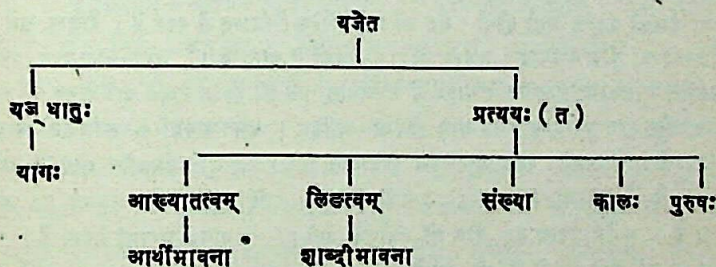 यजेत
यज् धातुः प्रत्ययः ( त )
यागः
आख्यातत्वम् लिङत्वम् संख्या कालः पुरुषः
आर्थीभावना शाब्दीभावना